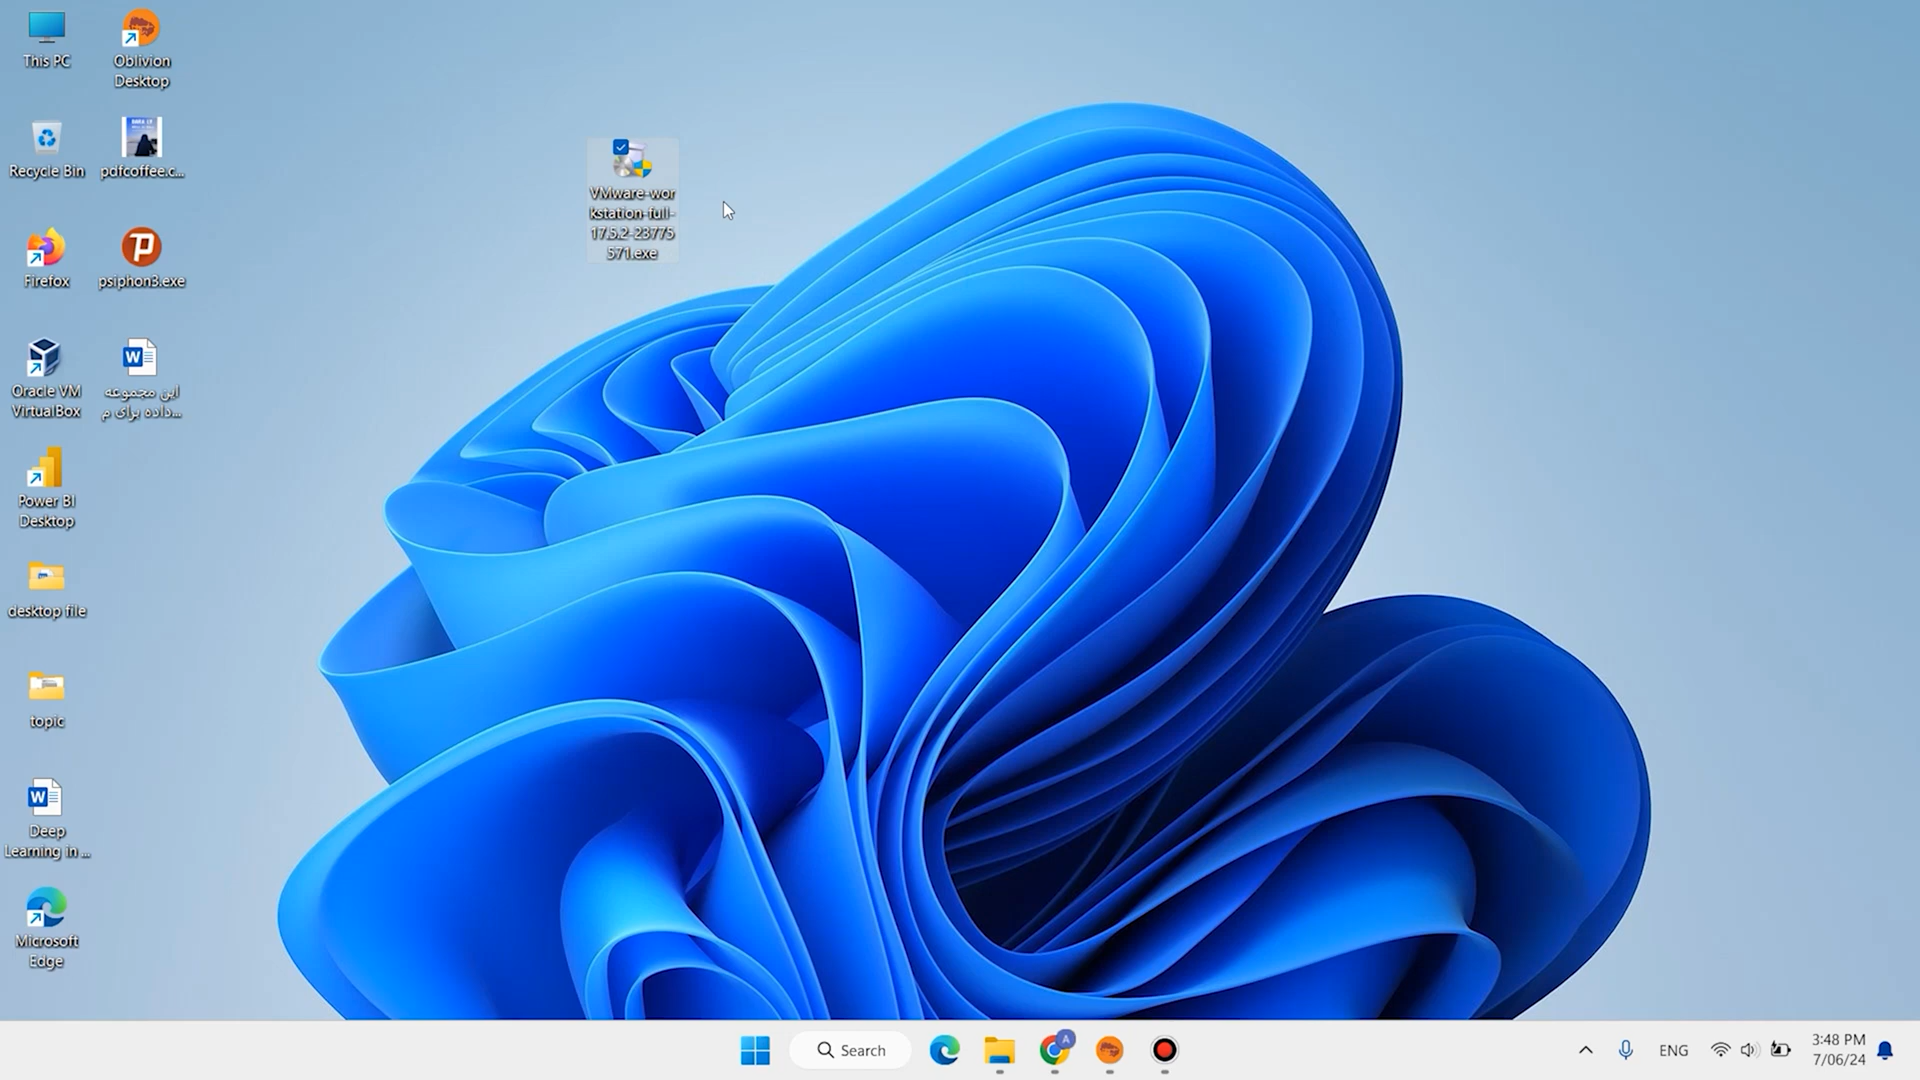 This PC
Oblivion
Desktop
Recycle Bin
pdfcoffee.c...
Firefox
psiphon3.exe
Oracle VM
VirtualBox
این مجموعه
داده برای م...
Power BI
Desktop
desktop file
topic
Deep
Learning in ...
Microsoft
Edge
VMware-wor
kstation-full-
17.5.2-23775
571.exe
Search
A
ENG
3:48 PM
7/06/24